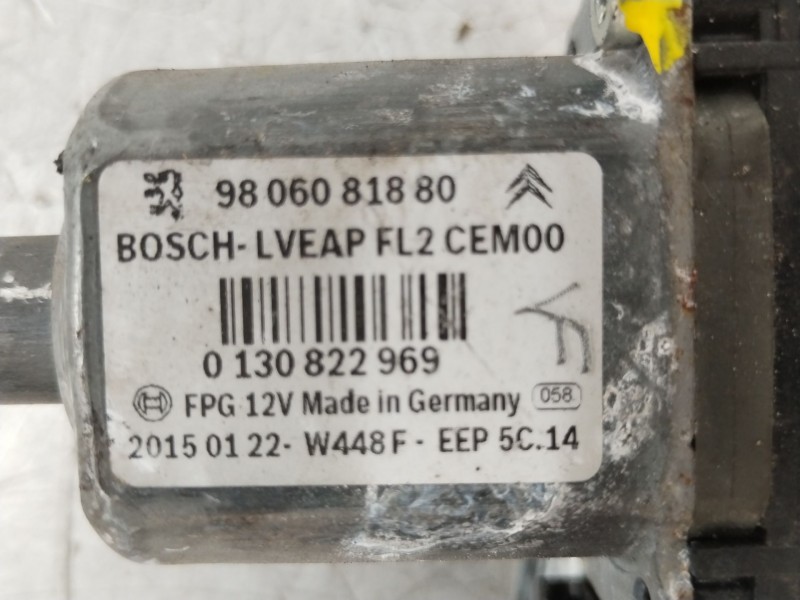 98 060 818 80
BOSCH- LVEAP FL2 CEM00
0 130 822 969
FPG 12V Made in Germany 058
2015 01 22- W448 F - EEP 5C.14